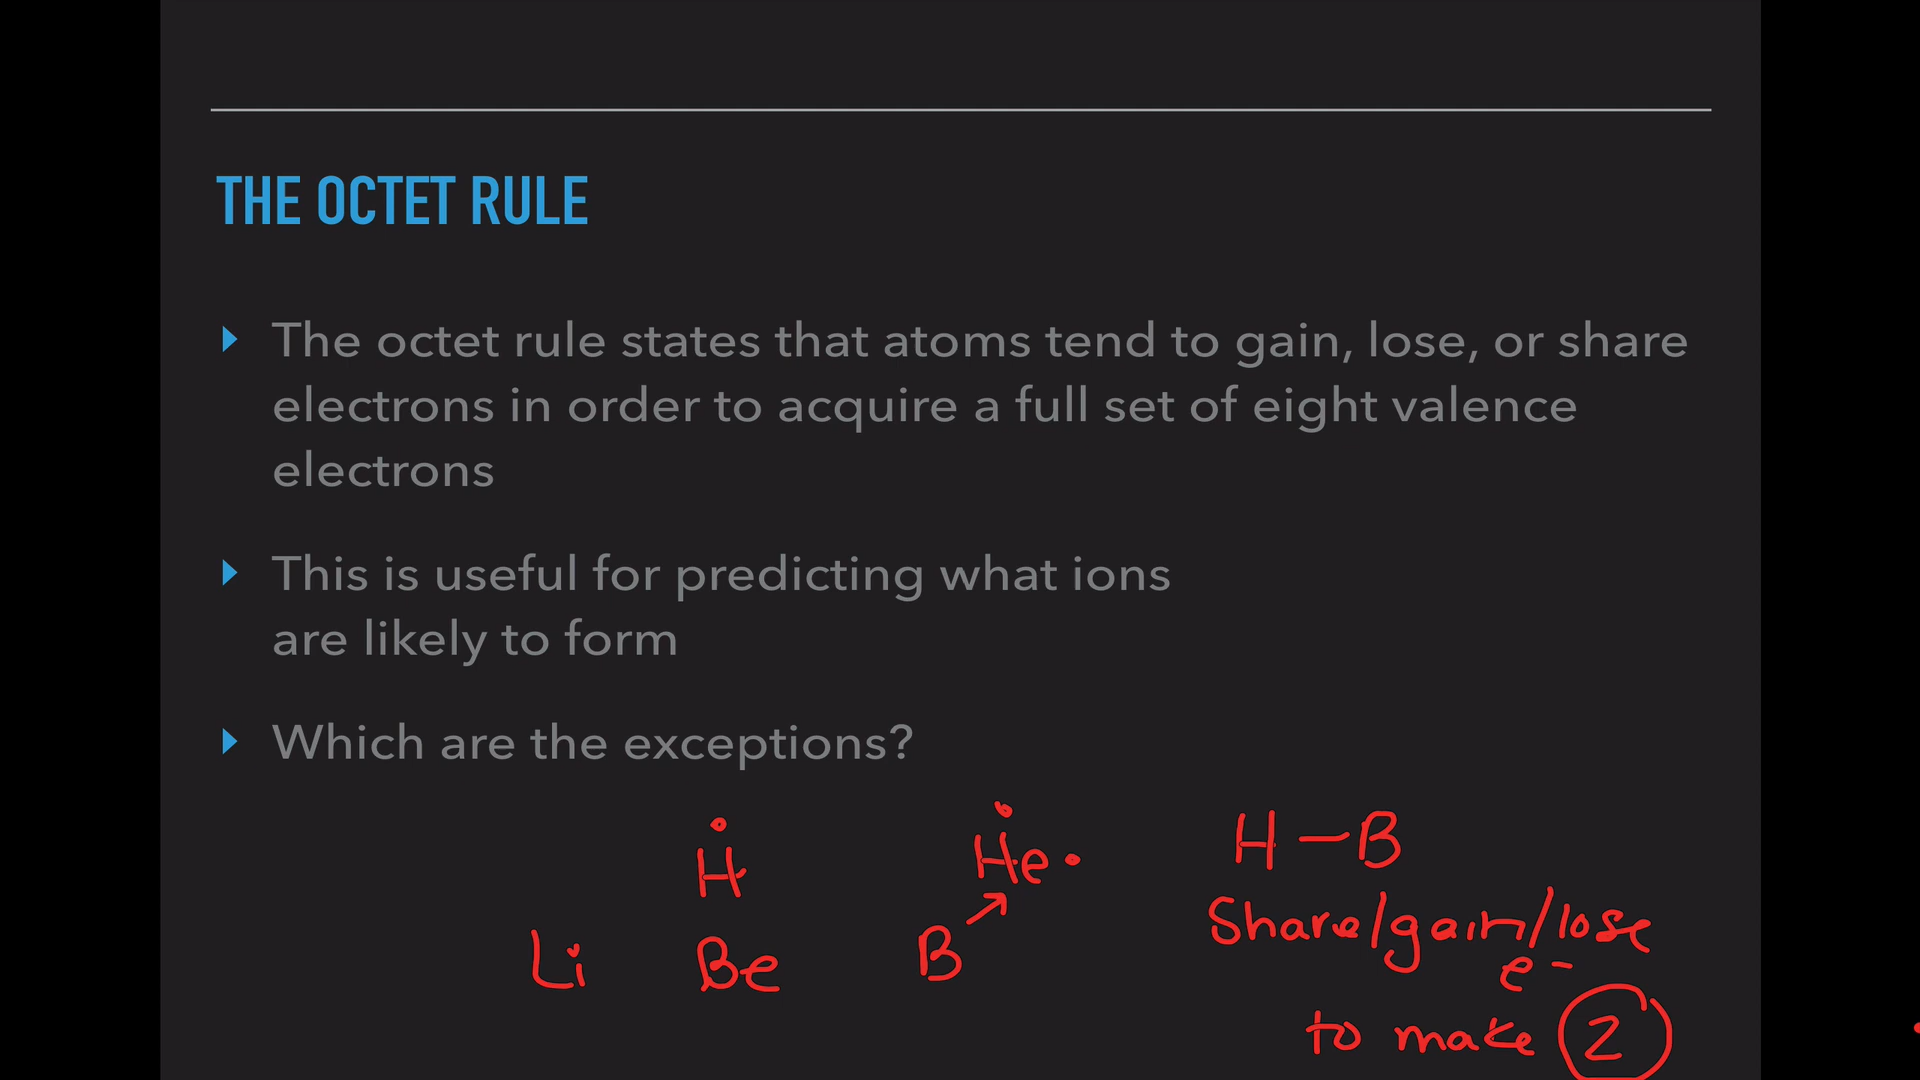 THE OCTET RULE
The octet rule states that atoms tend to gain, lose, or share
electrons in order to acquire a full set of eight valence
electrons
This is useful for predicting what ions
are likely to form
Which are the exceptions?
H He H – B
Li Be B Share/gain/lose
e-
to make 2